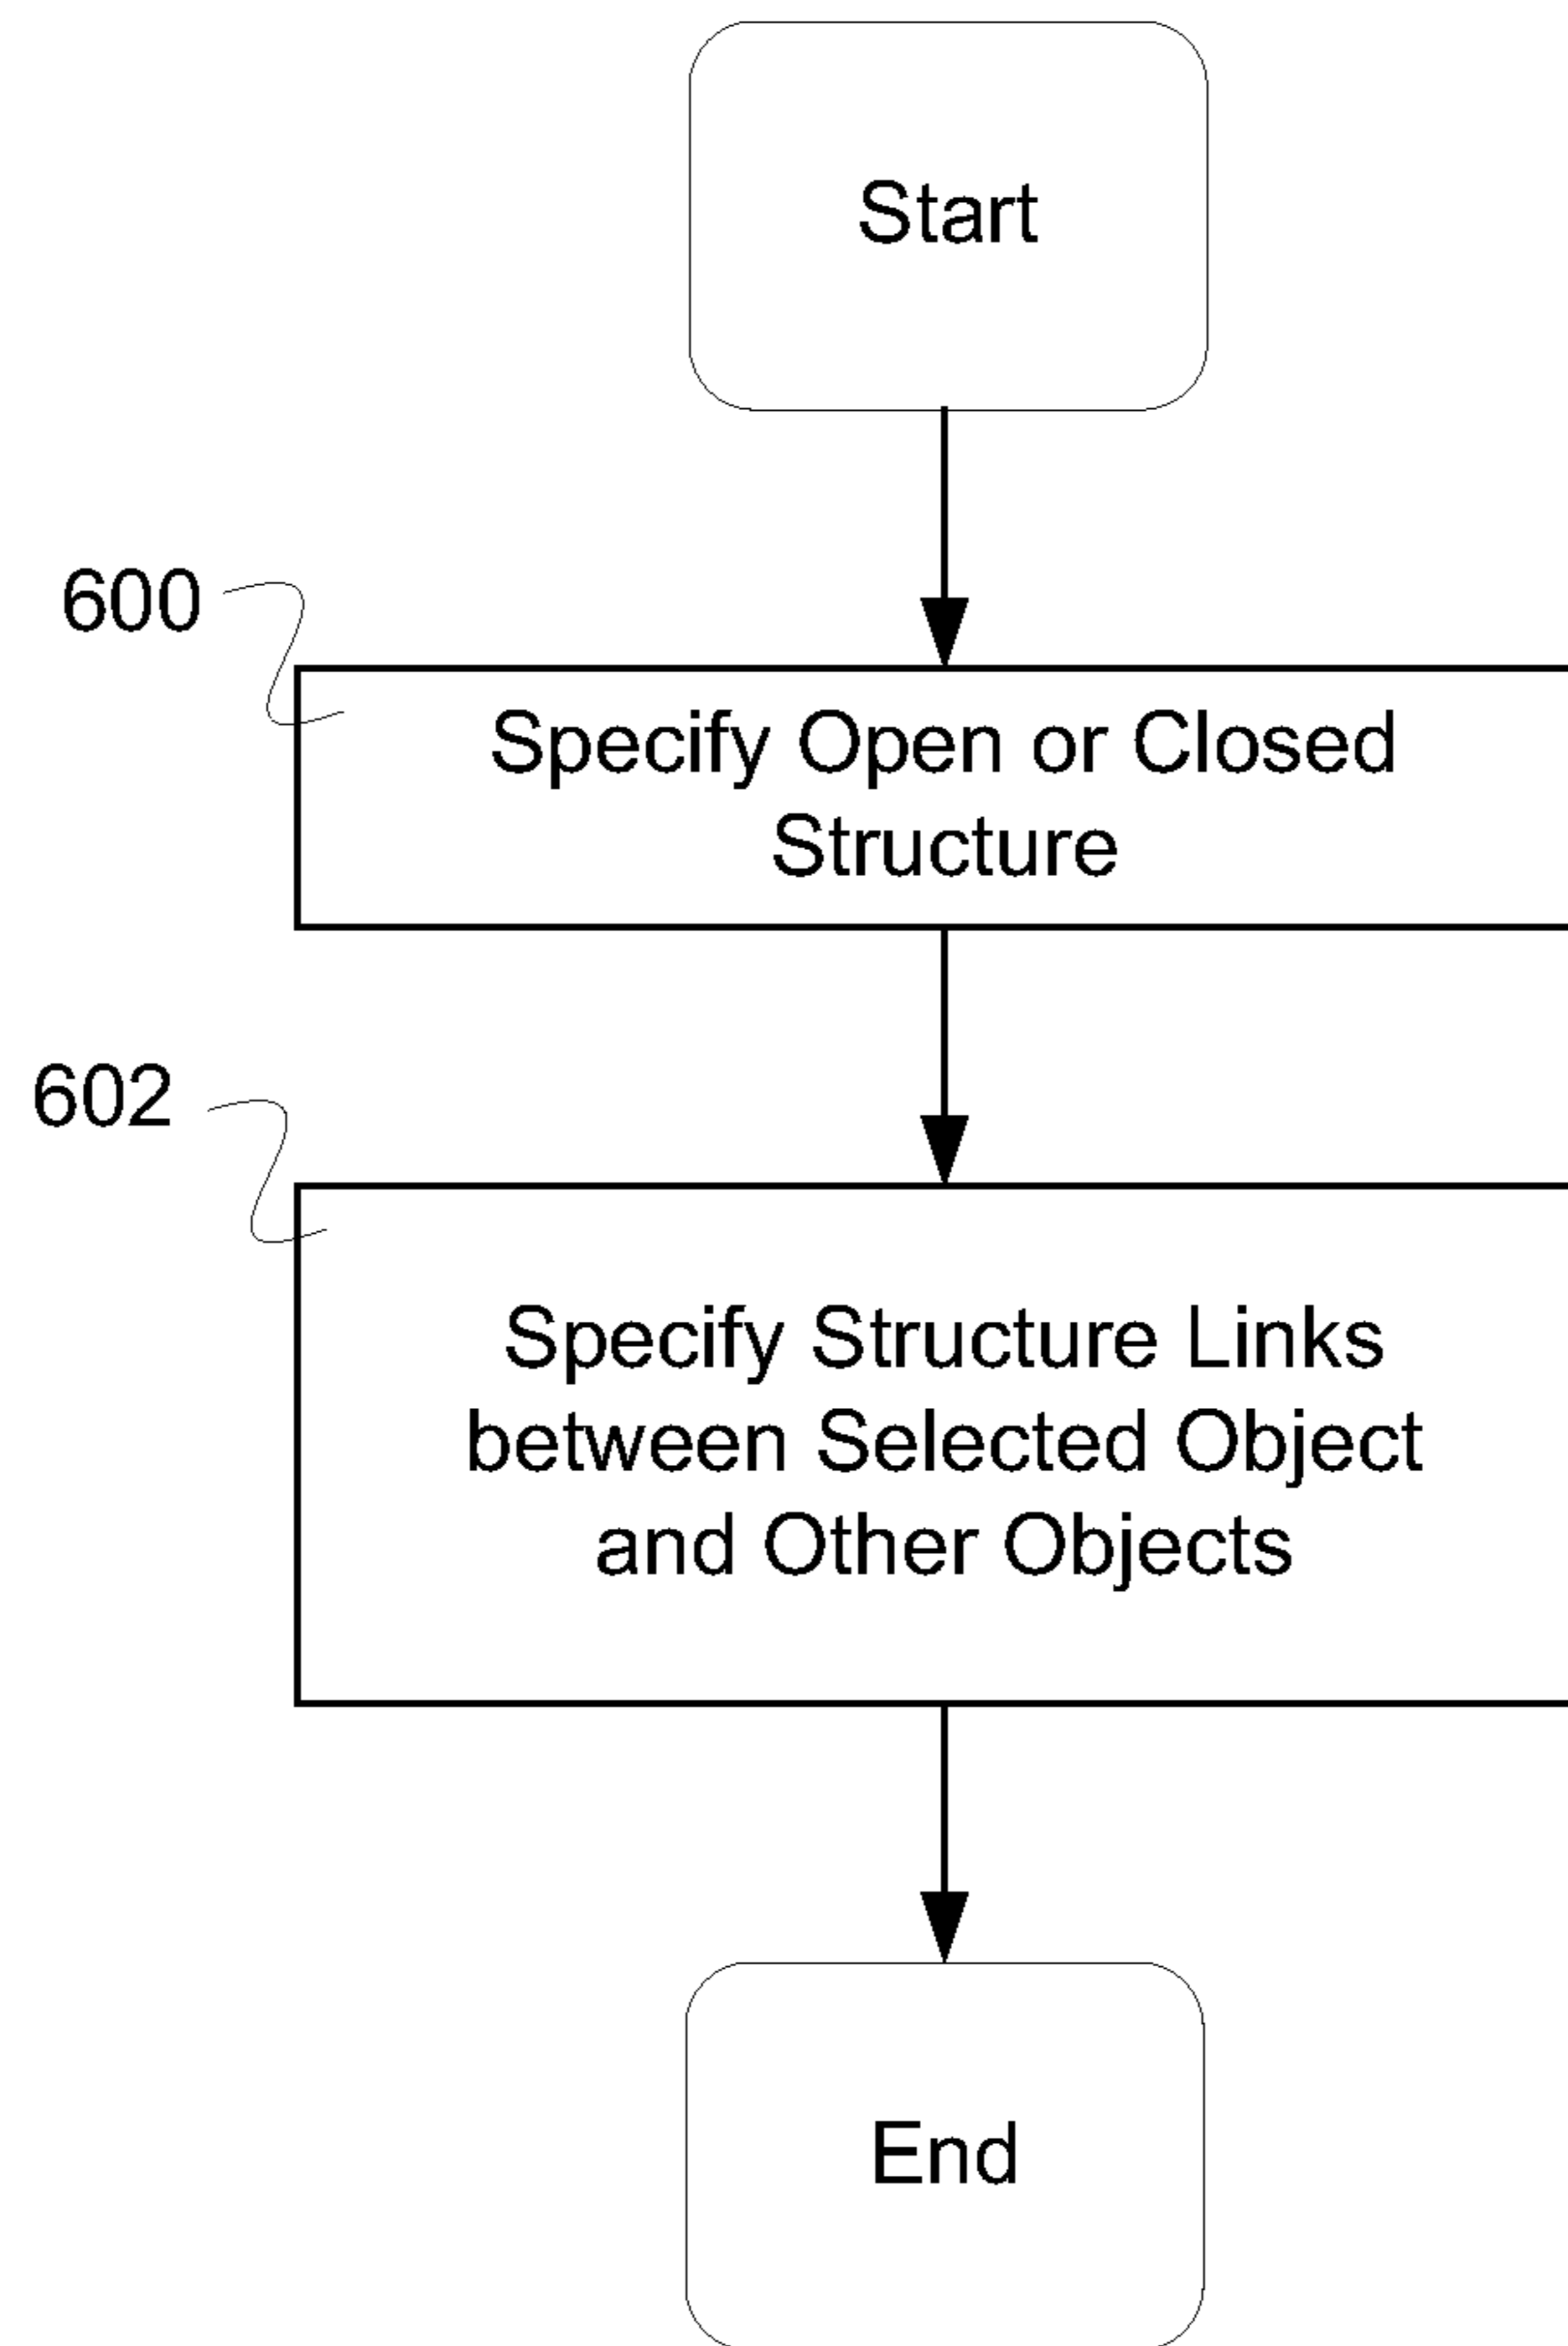 Start
600
Specify Open or Closed
Structure
602
Specify Structure Links
between Selected Object
and Other Objects
End